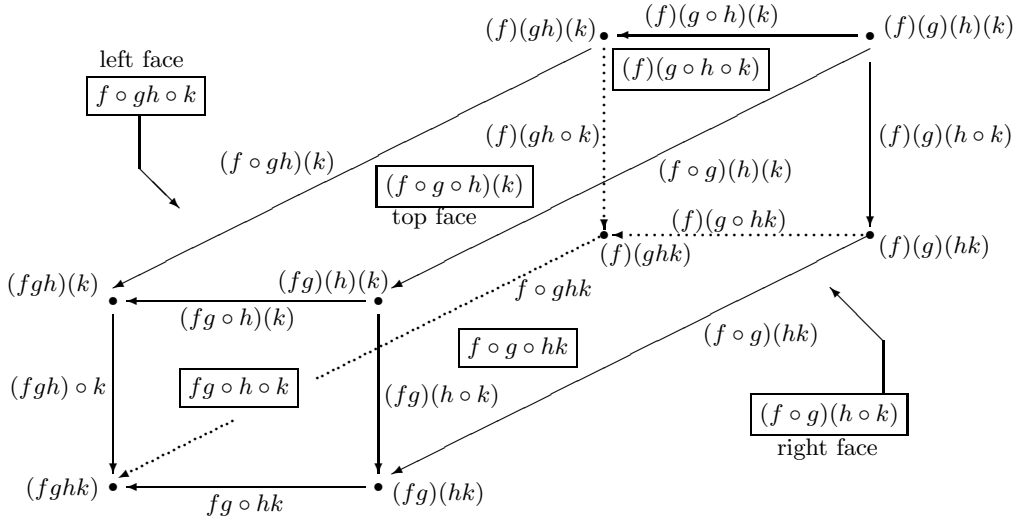 (f)(gh)(k)
(f)(g ∘ h)(k)
(f)(g)(h)(k)
left face
(f)(g ∘ h ∘ k)
f ∘ gh ∘ k
(f)(gh ∘ k)
(f)(g)(h ∘ k)
(f ∘ gh)(k)
(f ∘ g)(h)(k)
(f ∘ g ∘ h)(k)
top face
(f)(g ∘ hk)
(f)(ghk)
(f)(g)(hk)
(fgh)(k)
(fg)(h)(k)
f ∘ ghk
(fg ∘ h)(k)
(f ∘ g)(hk)
f ∘ g ∘ hk
(fgh) ∘ k
fg ∘ h ∘ k
(fg)(h ∘ k)
(f ∘ g)(h ∘ k)
right face
(fghk)
(fg)(hk)
fg ∘ hk